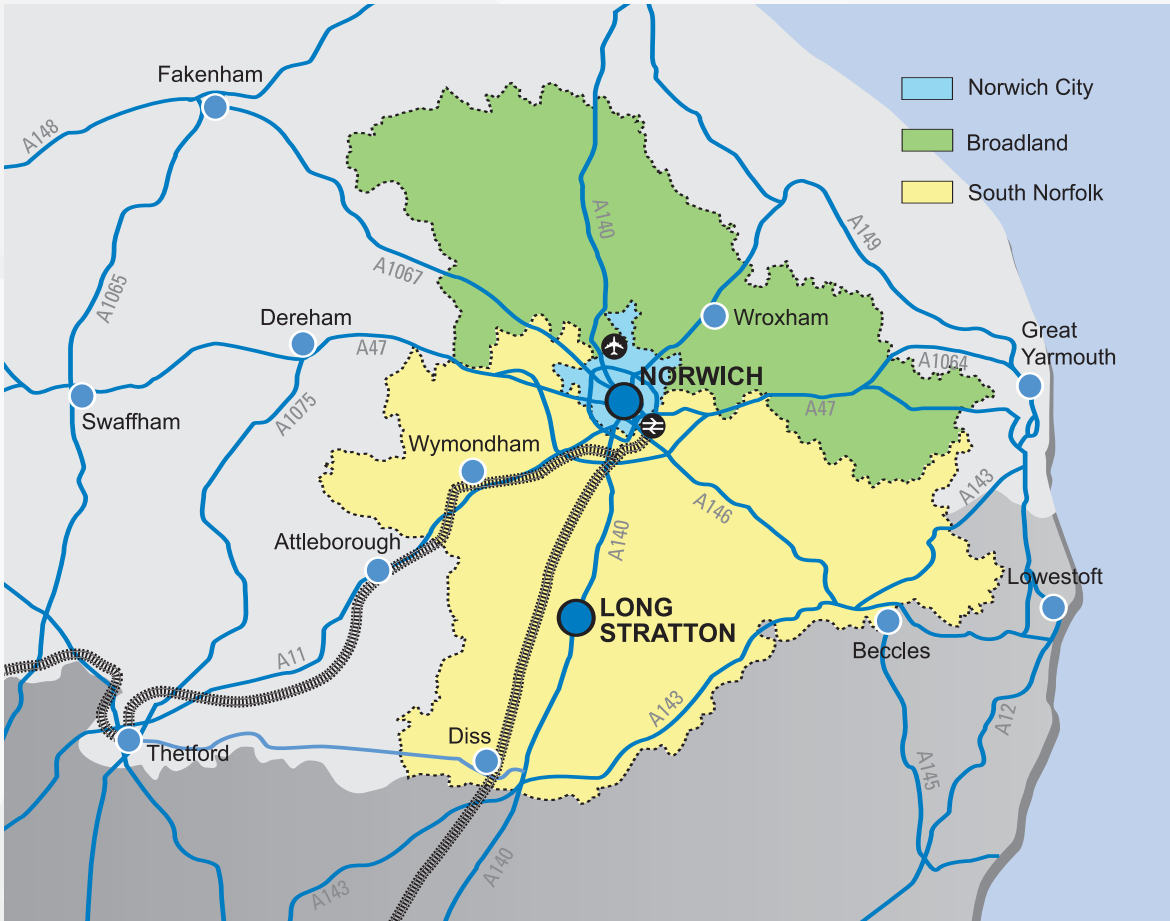 Fakenham
Norwich City
A148
Broadland
South Norfolk
A140
A149
A1067
A1065
Dereham
Wroxham
Great
Yarmouth
A47
A1064
NORWICH
Swaffham
A1075
A47
Wymondham
A143
A146
A140
Attleborough
Lowestoft
LONG
STRATTON
Beccles
A11
A143
A12
Diss
Thetford
A145
A140
A143